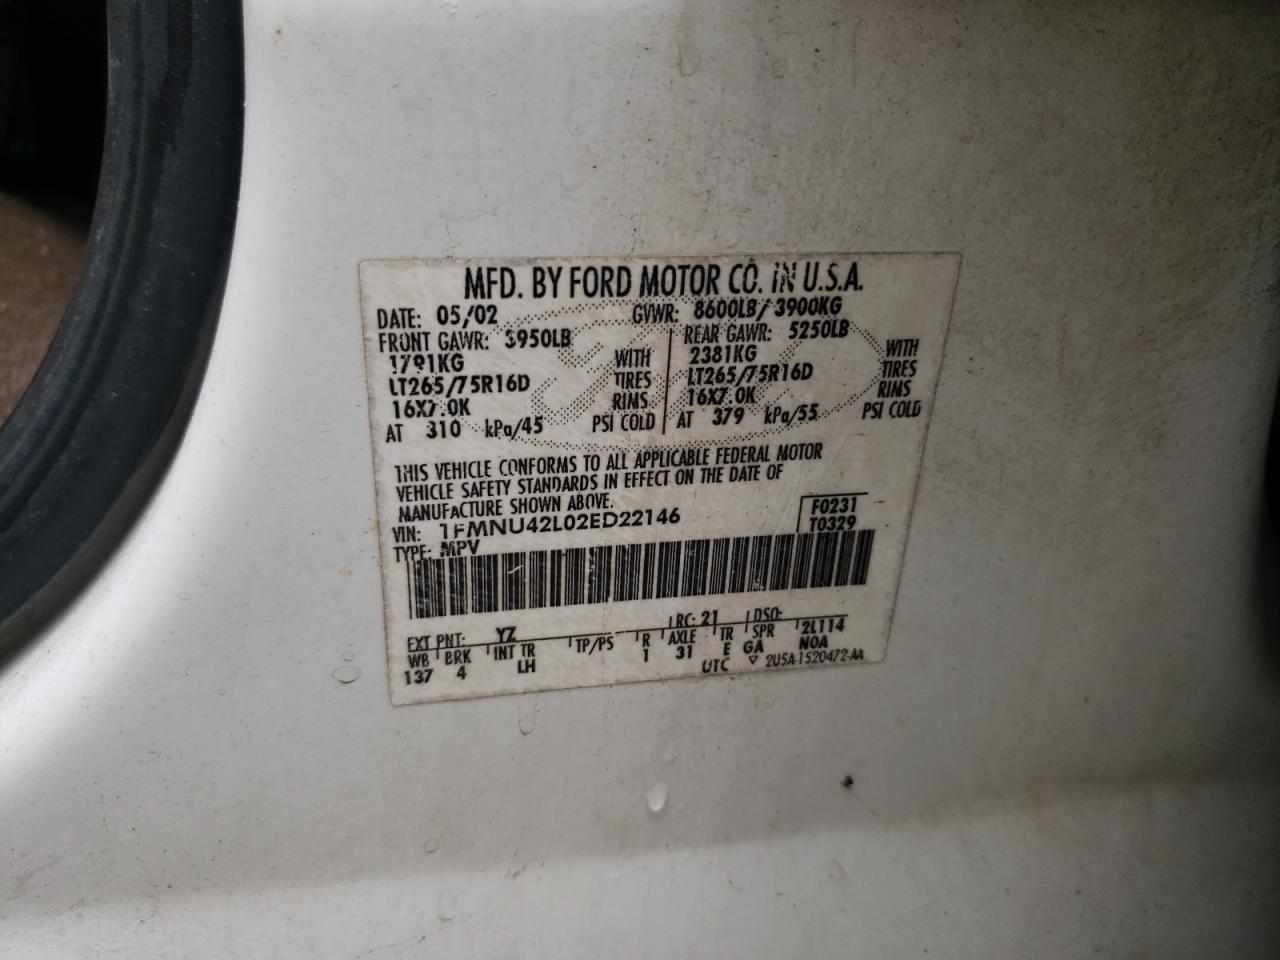 MFD. BY FORD MOTOR CO. IN U.S.A.
DATE: 05/02 GVWR: 8600LB/ 3900KG
FRONT GAWR: 3950LB REAR GAWR: 5250LB
1791KG WITH 2381KG WITH
LT265/75R16D TIRES LT265/75R16D TIRES
16X7.0K RIMS 16X7.0K RIMS
AT 310 kPa/45 PSI COLD AT 379 kPa/55 PSI COLD
THIS VEHICLE CONFORMS TO ALL APPLICABLE FEDERAL MOTOR
VEHICLE SAFETY STANDARDS IN EFFECT ON THE DATE OF
MANUFACTURE SHOWN ABOVE.
VIN: 1FMNU42L02ED22146 F0231
TYPE: MPV T0329
EXT PNT: YZ RC: 21 DSO:
WB BRK INT TR TP/PS R AXLE TR SPR 2L114
137 4 LH 1 31 E GA N0A
UTC ▽ 2U5A-1520472-AA